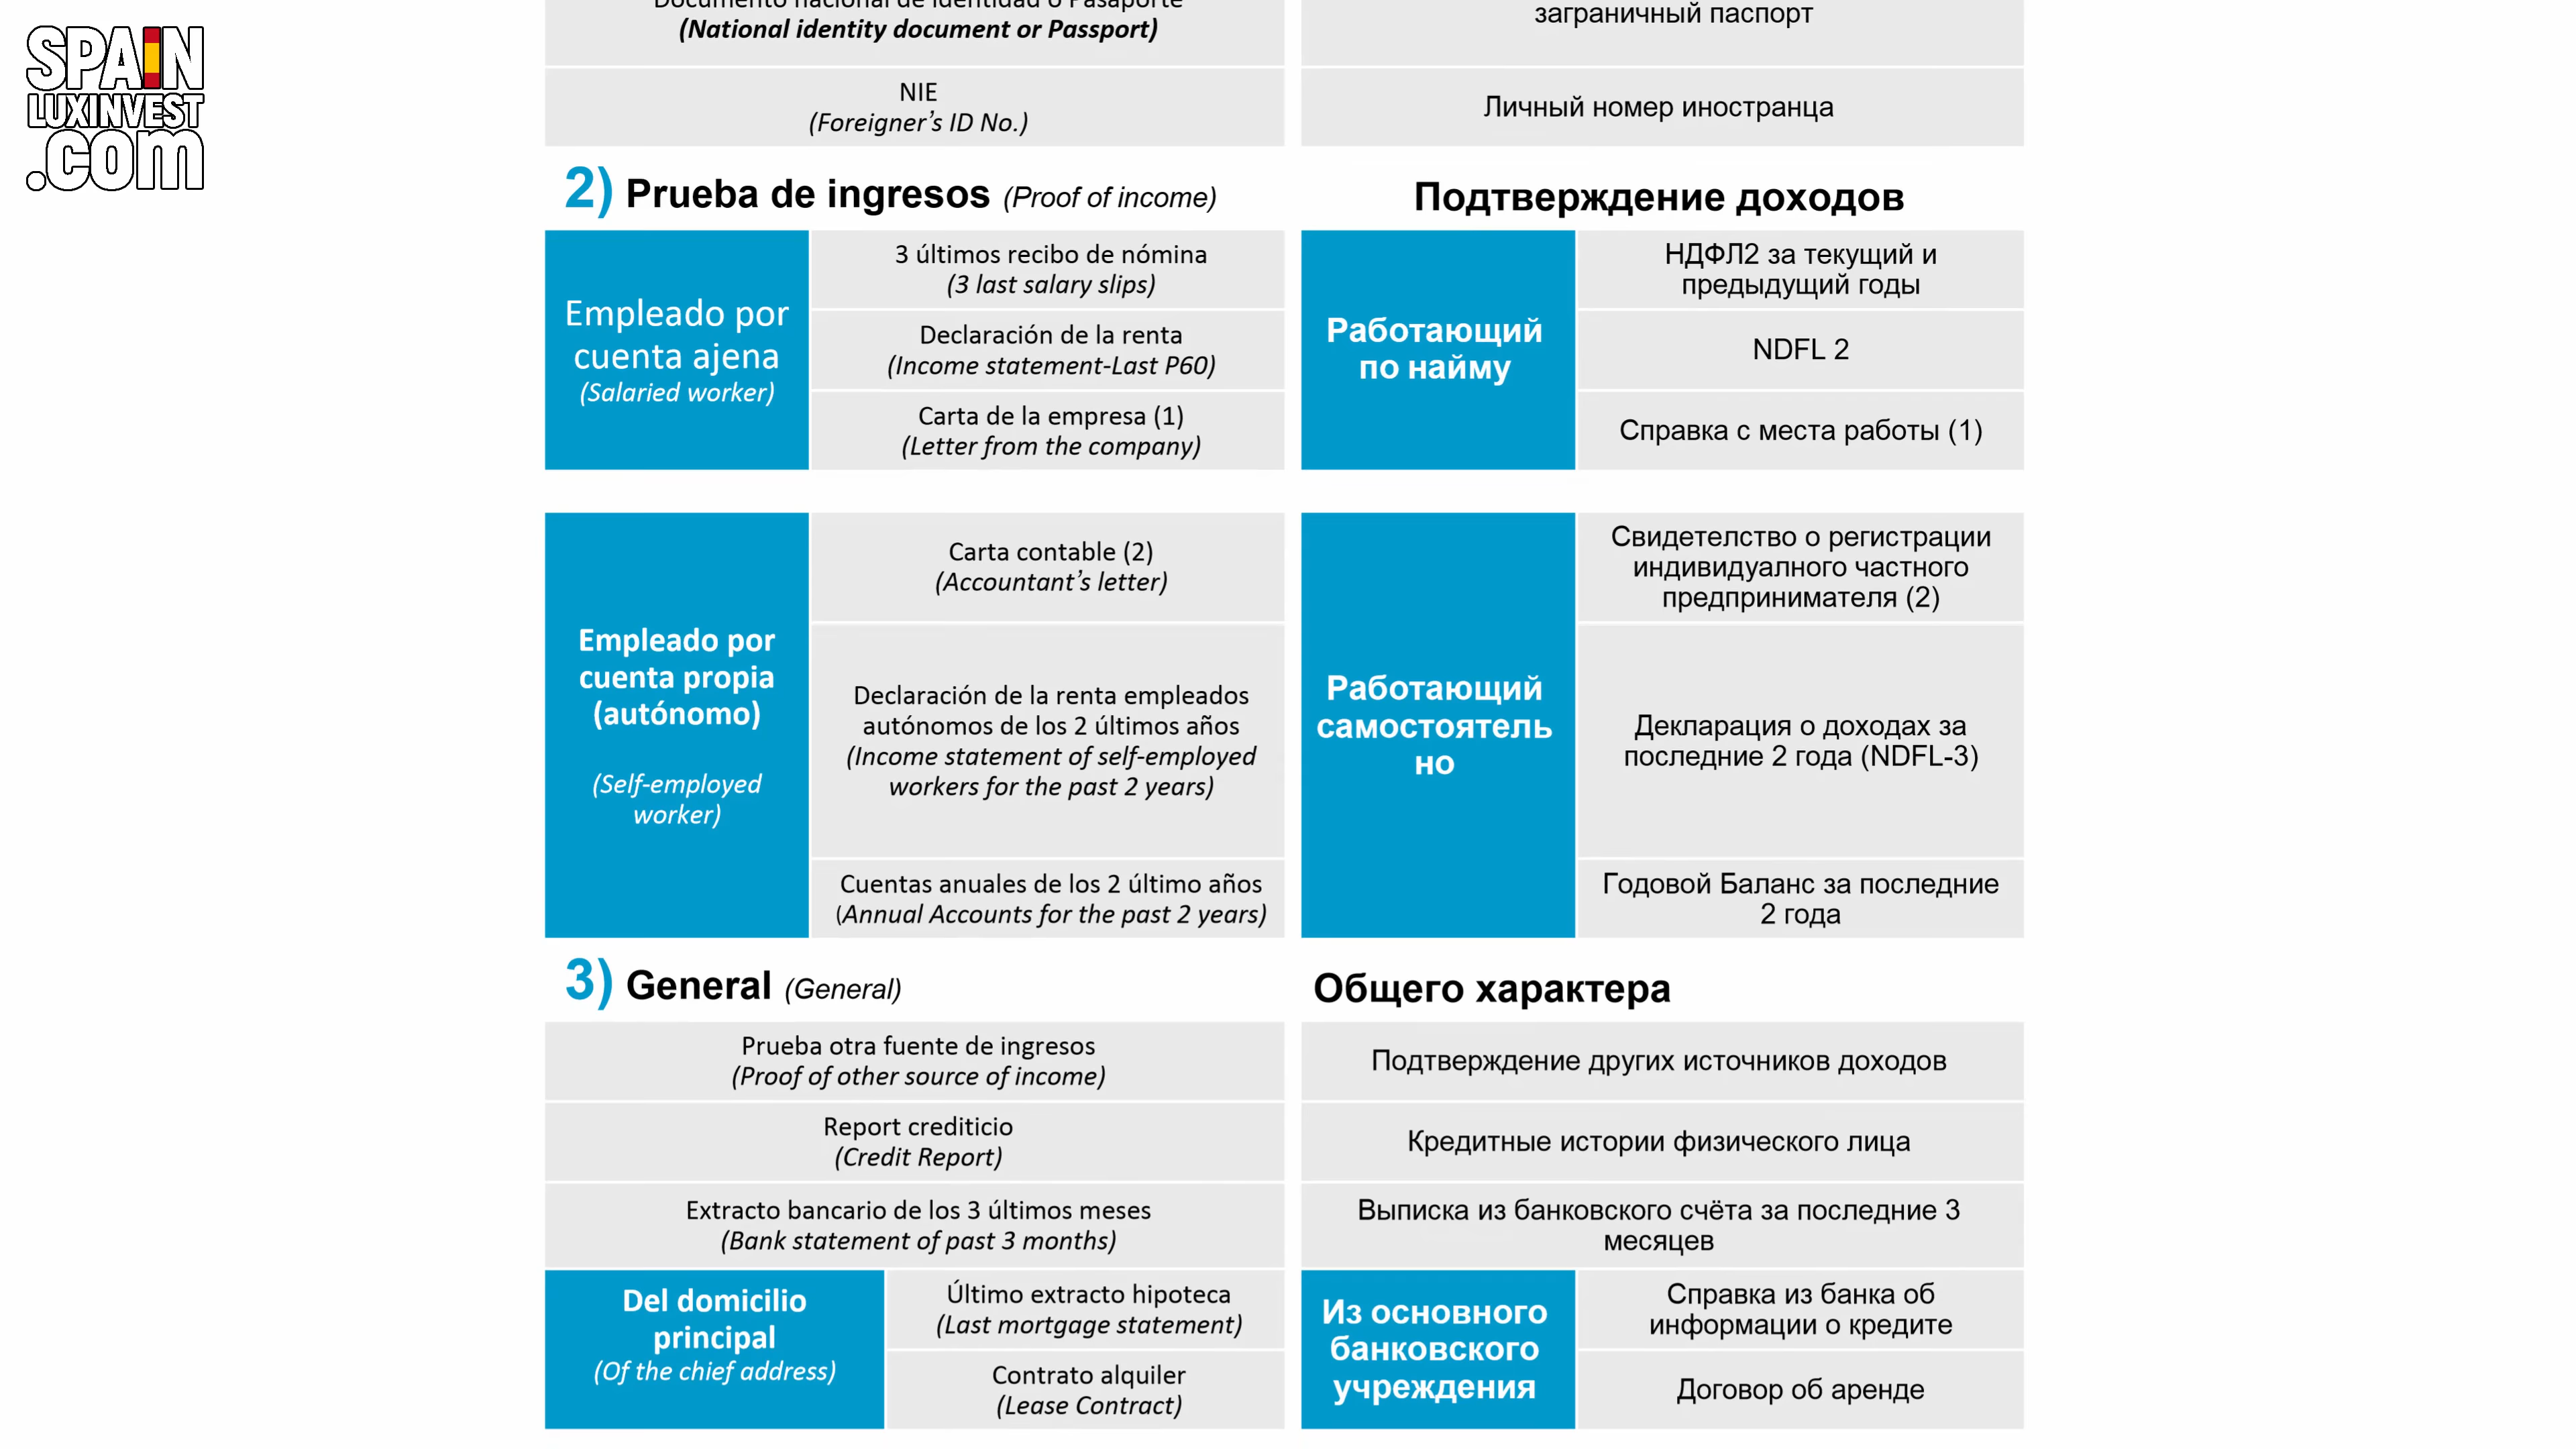 SPAIN
LUXINVEST
.com
Documento nacional de identidad o Pasaporte
(National identity document or Passport)
заграничный паспорт
NIE
(Foreigner’s ID No.)
Личный номер иностранца
2) Prueba de ingresos (Proof of income)
Подтверждение доходов
Empleado por
cuenta ajena
(Salaried worker)
3 últimos recibo de nómina
(3 last salary slips)
Declaración de la renta
(Income statement-Last P60)
Carta de la empresa (1)
(Letter from the company)
Работающий
по найму
НДФЛ2 за текущий и
предыдущий годы
NDFL 2
Справка с места работы (1)
Empleado por
cuenta propia
(autónomo)
(Self-employed
worker)
Carta contable (2)
(Accountant’s letter)
Declaración de la renta empleados
autónomos de los 2 últimos años
(Income statement of self-employed
workers for the past 2 years)
Cuentas anuales de los 2 último años
(Annual Accounts for the past 2 years)
Работающий
самостоятель
но
Свидетельство о регистрации
индивидуалного частного
предпринимателя (2)
Декларация о доходах за
последние 2 года (NDFL-3)
Годовой Баланс за последние
2 года
3) General (General)
Общего характера
Prueba otra fuente de ingresos
(Proof of other source of income)
Подтверждение других источников доходов
Report crediticio
(Credit Report)
Кредитные истории физического лица
Extracto bancario de los 3 últimos meses
(Bank statement of past 3 months)
Выписка из банковского счёта за последние 3
месяцев
Del domicilio
principal
(Of the chief address)
Último extracto hipoteca
(Last mortgage statement)
Contrato alquiler
(Lease Contract)
Из основного
банковского
учреждения
Справка из банка об
информации о кредите
Договор об аренде